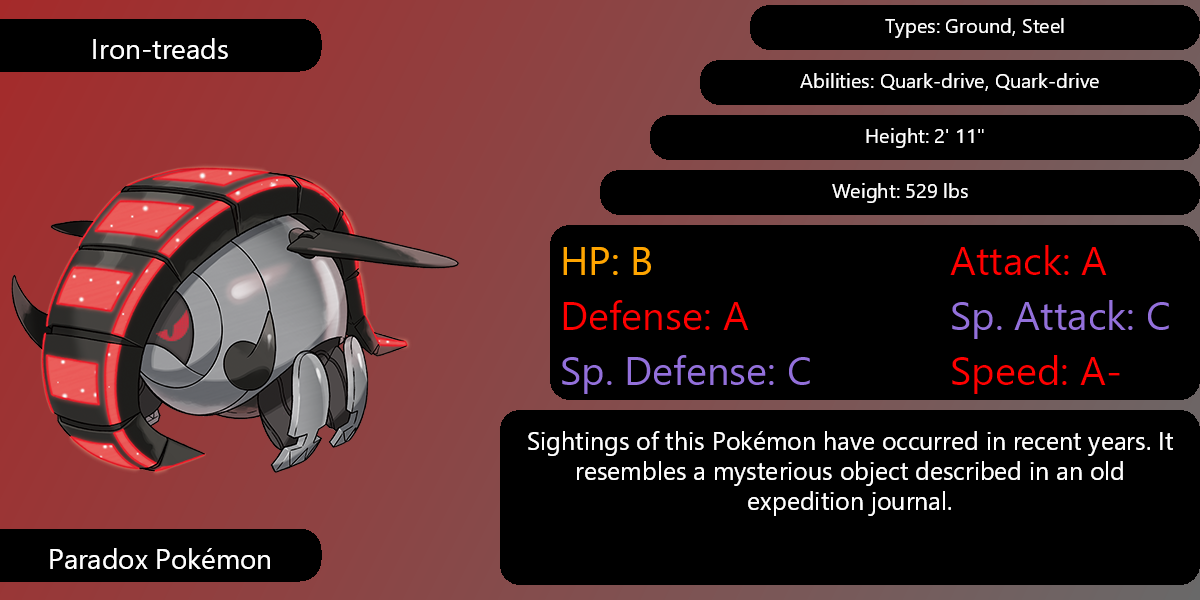 Iron-treads
Types: Ground, Steel
Abilities: Quark-drive, Quark-drive
Height: 2' 11"
Weight: 529 lbs
HP: B
Attack: A
Defense: A
Sp. Attack: C
Sp. Defense: C
Speed: A-
Sightings of this Pokémon have occurred in recent years. It
resembles a mysterious object described in an old
expedition journal.
Paradox Pokémon